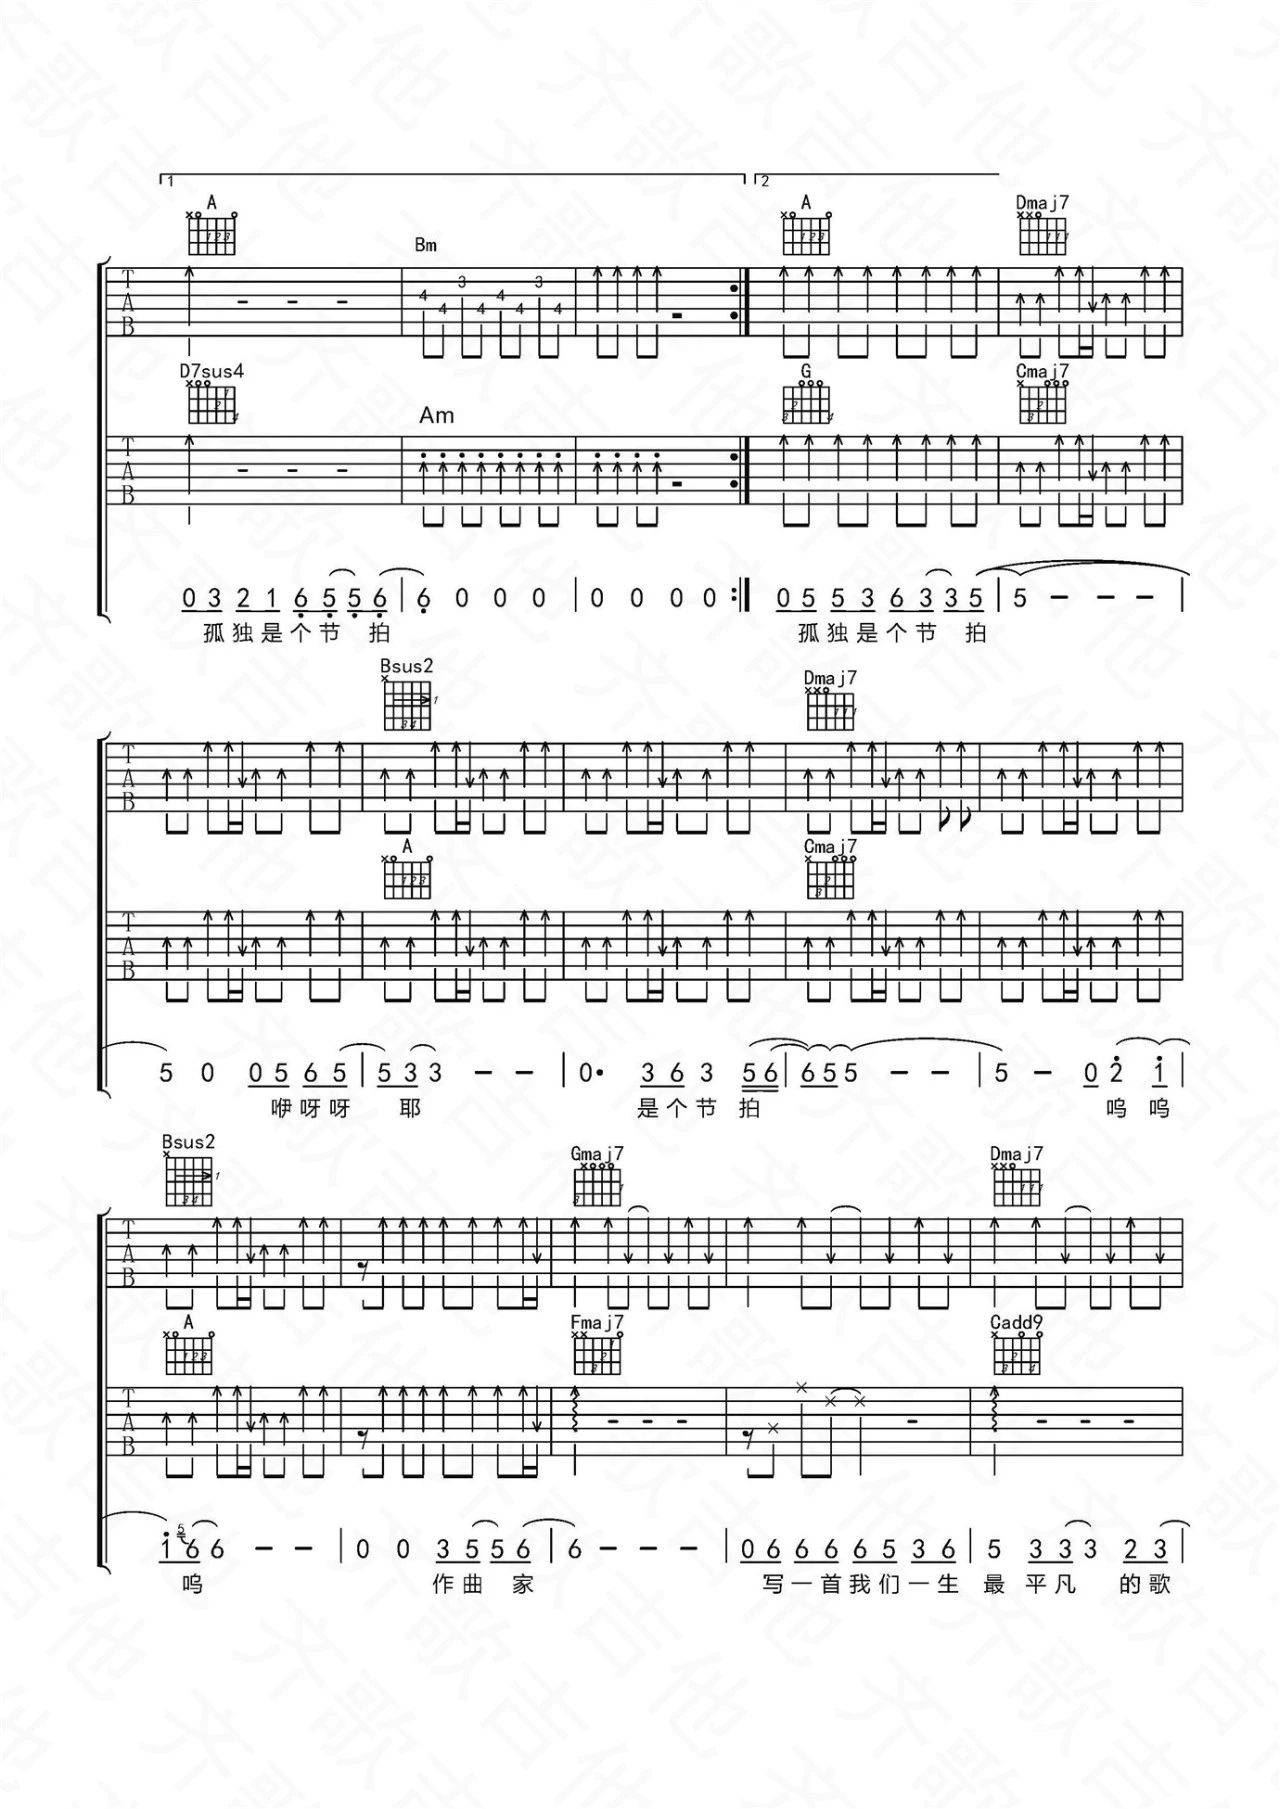 1 2
A A Dmaj7
Bm
T A B 4 4 3 4 4 4 3 4
D7sus4 G Cmaj7
Am
T A B
0 3 2 1 6 5 5 6 | 6 0 0 0 | 0 0 0 0 :| 0 5 5 3 6 3 3 5 | 5 - - - |
孤独是个节 拍 孤独是个节 拍
Bsus2 Dmaj7
T A B
A Cmaj7
T A B
5 0 0 5 6 5 | 5 3 3 - - | 0· 3 6 3 5 6 | 6 5 5 - - | 5 - 0 2 1 |
咿呀呀 耶 是个节 拍 呜 呜
Bsus2 Gmaj7 Dmaj7
T A B
A Fmaj7 Cadd9
T A B
1 5 6 6 - - | 0 0 3 5 5 6 | 6 - - - | 0 6 6 6 6 5 3 6 | 5 3 3 3 2 3 |
呜 作曲 家 写一首我们一生 最 平凡 的歌